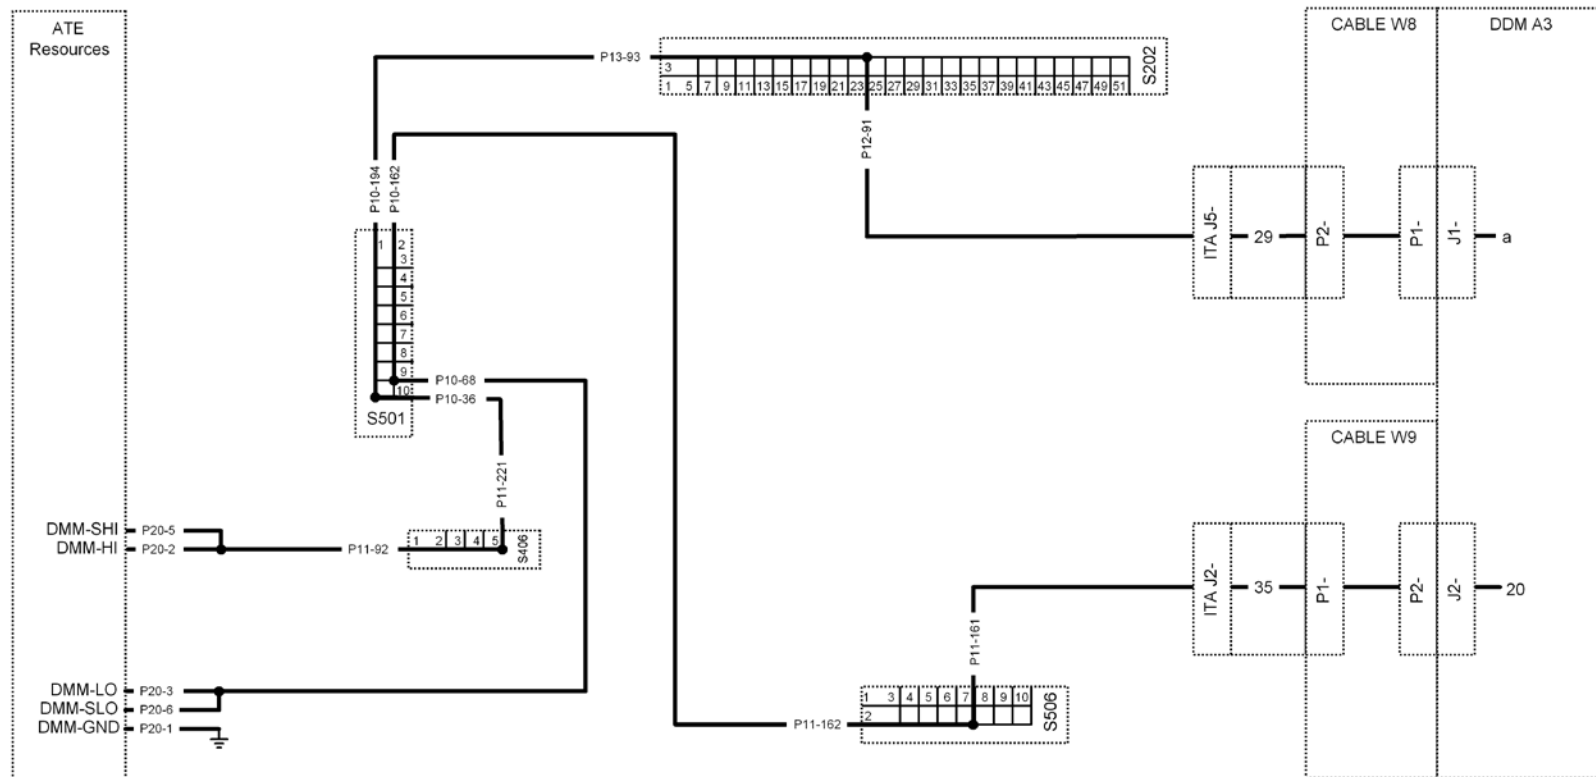 ATE
Resources
CABLE W8
DDM A3
P13-93
3
1 5 7 9 11 13 15 17 19 21 23 25 27 29 31 33 35 37 39 41 43 45 47 49 51
S202
P12-91
P10-194
P10-162
ITA J5-
29
P2-
P1-
J1-
a
1 2
3
4
5
6
7
8
9
10
S501
P10-68
P10-36
CABLE W9
P11-221
DMM-SHI P20-5
DMM-HI P20-2
P11-92
1 2 3 4 5
S406
ITA J2-
35
P1-
P2-
J2-
20
P11-161
DMM-LO P20-3
DMM-SLO P20-6
DMM-GND P20-1
P11-162
1 3 4 5 6 7 8 9 10
2
S506